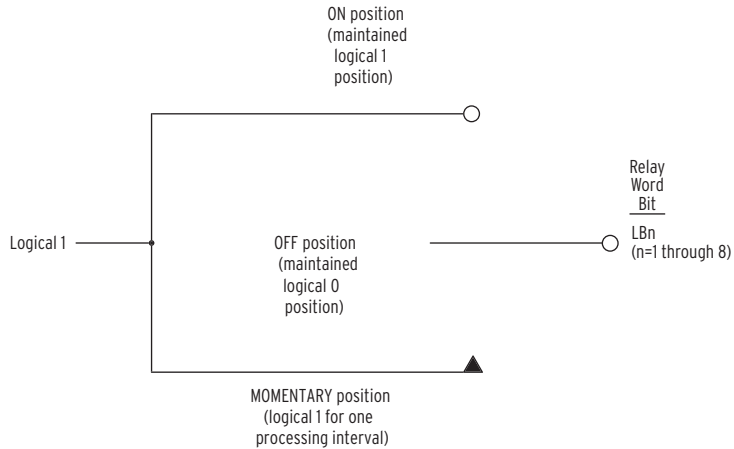 ON position
(maintained
logical 1
position)
Relay
Word
Bit
Logical 1
OFF position
(maintained
logical 0
position)
LBn
(n=1 through 8)
MOMENTARY position
(logical 1 for one
processing interval)